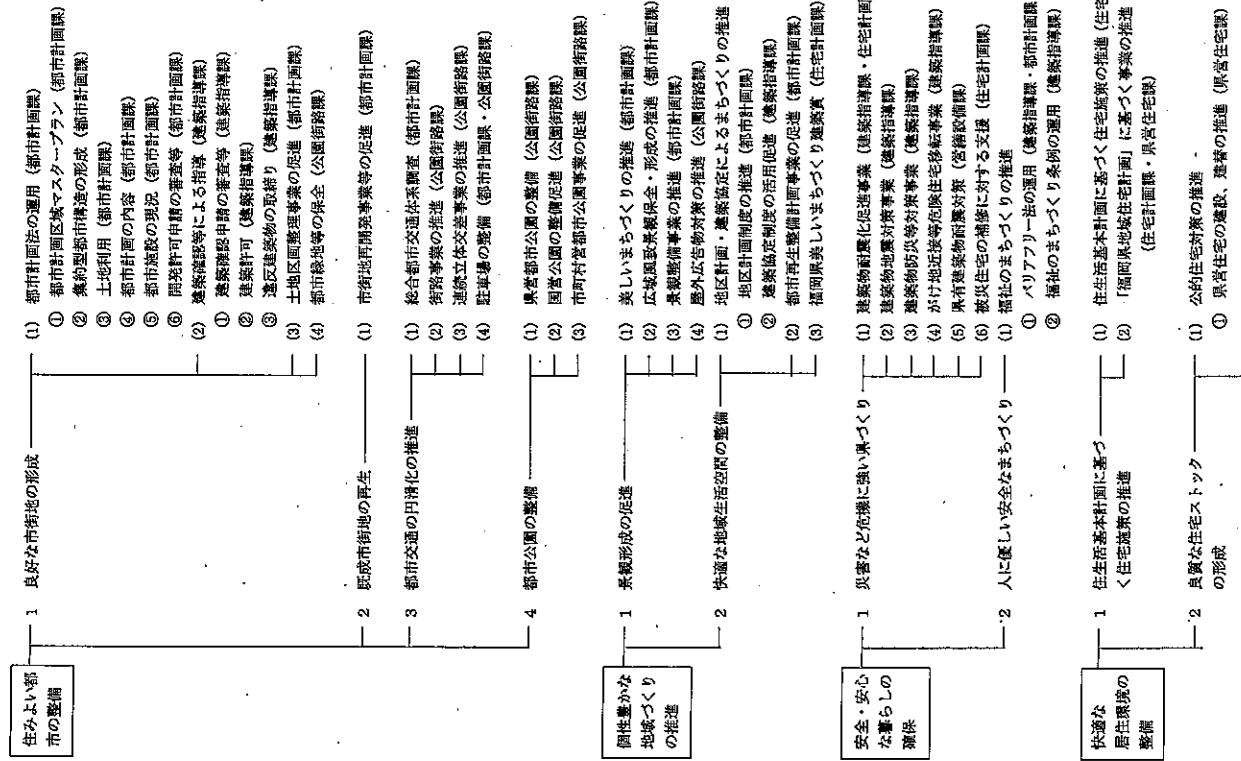 住みよい都
市の整備
1 良好な市街地の形成
(1) 都市計画法の運用 (都市計画課)
① 都市計画区域マスタープラン (都市計画課)
② 集約型都市構造の形成 (都市計画課)
③ 土地利用 (都市計画課)
④ 都市計画の内容 (都市計画課)
⑤ 都市施設の現況 (都市計画課)
⑥ 開発許可申請の審査等 (都市計画課)
(2) 建築確認等による指導 (建築指導課)
① 建築確認申請の審査等 (建築指導課)
② 建築許可 (建築指導課)
③ 違反建築物の取締り (建築指導課)
(3) 土地区画整理事業の促進 (都市計画課)
(4) 都市緑地等の保全 (公園街路課)
2 既成市街地の再生
(1) 市街地再開発事業等の促進 (都市計画課)
3 都市交通の円滑化の推進
(1) 総合都市交通体系調査 (都市計画課)
(2) 街路事業の推進 (公園街路課)
(3) 連続立体交差事業の推進 (公園街路課)
(4) 駐車場の整備 (都市計画課・公園街路課)
4 都市公園の整備
(1) 県営都市公園の整備 (公園街路課)
(2) 国営公園の整備促進 (公園街路課)
(3) 市町村営都市公園事業の促進 (公園街路課)
個性豊かな
地域づくり
の推進
1 景観形成の促進
(1) 美しいまちづくりの推進 (都市計画課)
(2) 広域風致景観保全・形成の推進 (都市計画課)
(3) 景観整備事業の推進 (都市計画課)
(4) 屋外広告物対策の推進 (公園街路課)
2 快適な地域生活空間の整備
(1) 地区計画・建築協定によるまちづくりの推進
① 地区計画制度の推進 (都市計画課)
② 建築協定制度の活用促進 (建築指導課)
(2) 都市再生整備計画事業の促進 (都市計画課)
(3) 福岡県美しいまちづくり建築賞 (住宅計画課)
安全・安心
な暮らしの
確保
1 災害など危機に強い県づくり
(1) 建築物耐震化促進事業 (建築指導課・住宅計画
(2) 建築物地震対策事業 (建築指導課)
(3) 建築物防災等対策事業 (建築指導課)
(4) がけ地近接等危険住宅移転事業 (建築指導課)
(5) 県有建築物耐震対策 (営繕設備課)
(6) 被災住宅の補修に対する支援 (住宅計画課)
2 人に優しい安全なまちづくり
(1) 福祉のまちづくりの推進
① バリアフリー法の運用 (建築指導課・都市計画課
② 福祉のまちづくり条例の運用 (建築指導課)
快適な
居住環境の
整備
1 住生活基本計画に基づ
く住宅施策の推進
(1) 住生活基本計画に基づく住宅施策の推進 (住宅
(2) 「福岡県地域住宅計画」に基づく事業の推進
(住宅計画課・県営住宅課)
2 良質な住宅ストック
の形成
(1) 公的住宅対策の推進
① 県営住宅の建設、建替の推進 (県営住宅課)